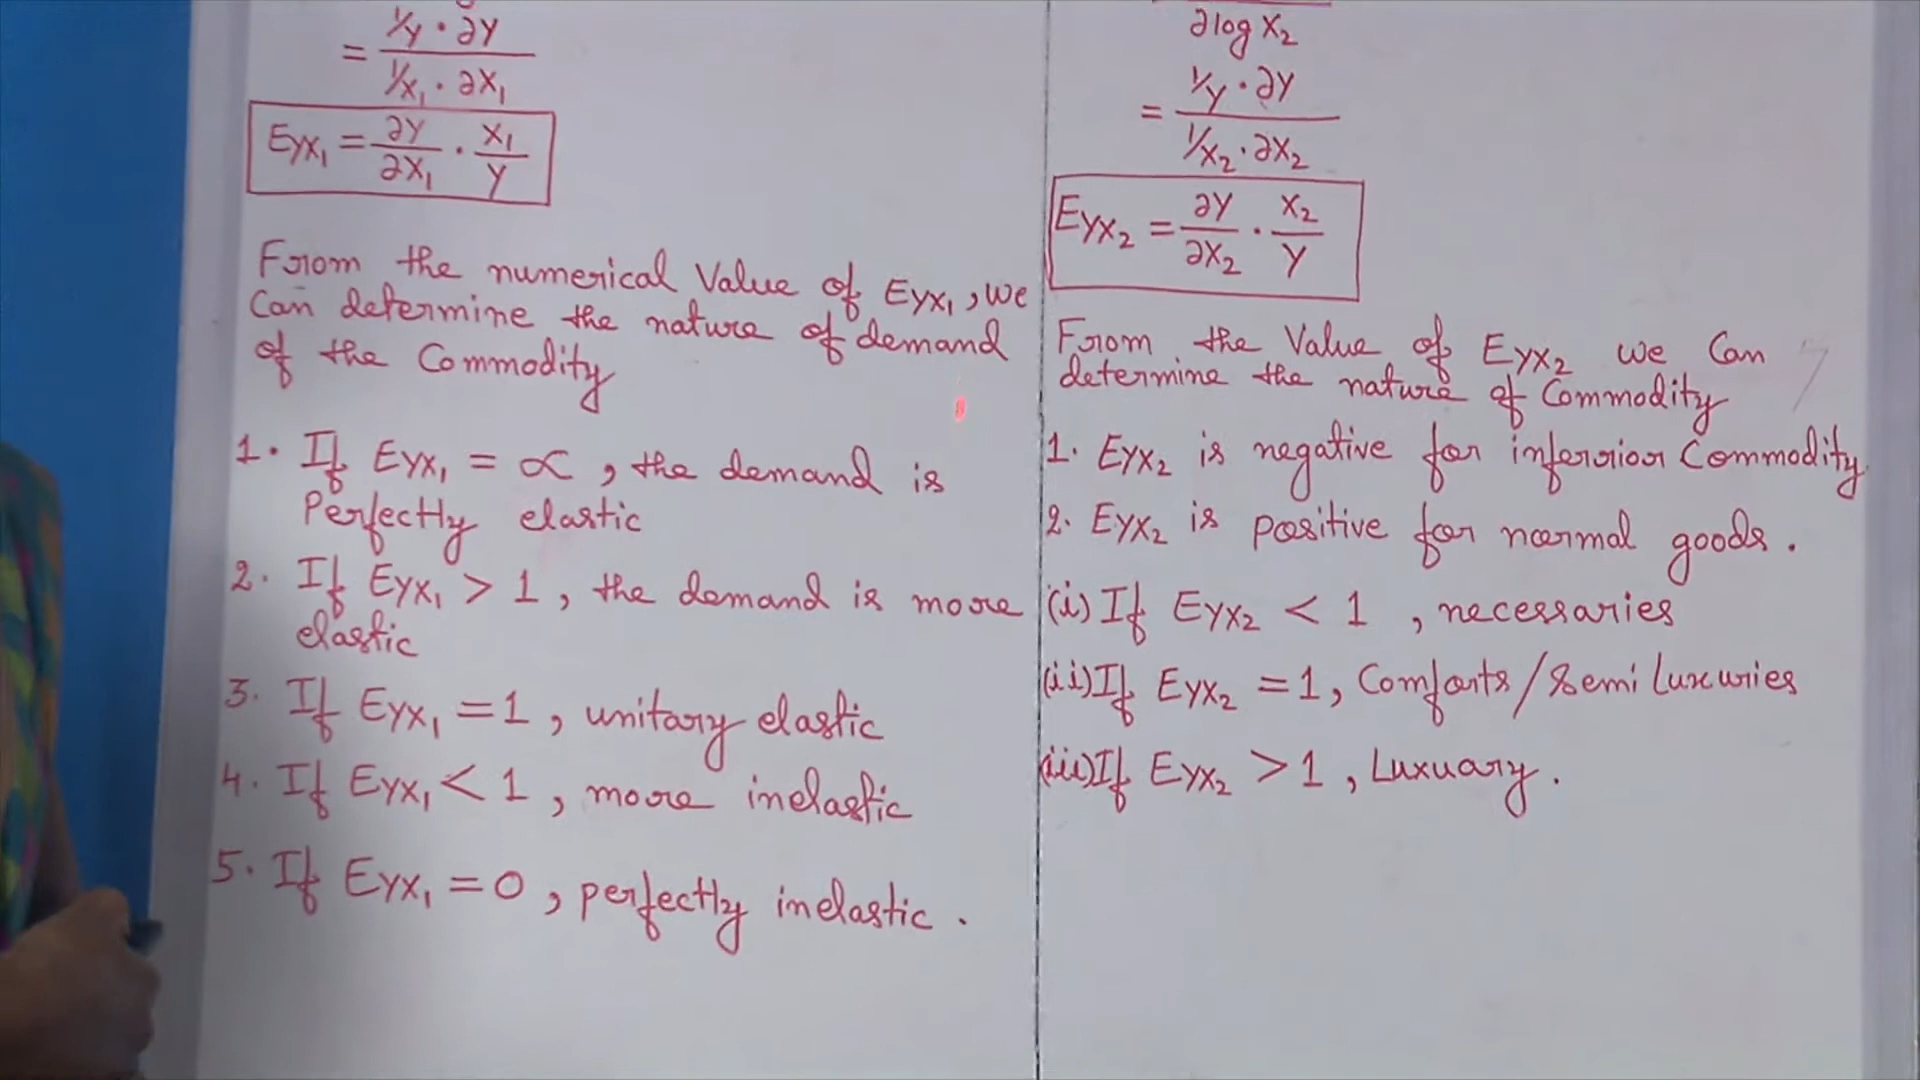 = 1/Y · ∂Y
1/X₁ · ∂X₁
EYX₁ = ∂Y/∂X₁ · X₁/Y
From the numerical Value of EYX₁, we
Can determine the nature of demand
of the Commodity
1. If EYX₁ = ∝, the demand is
Perfectly elastic
2. If EYX₁ > 1, the demand is more
elastic
3. If EYX₁ = 1, unitary elastic
4. If EYX₁ < 1, more inelastic
5. If EYX₁ = 0, perfectly inelastic.
∂log X₂
= 1/Y · ∂Y
1/X₂ · ∂X₂
EYX₂ = ∂Y/∂X₂ · X₂/Y
From the Value of EYX₂ we Can
determine the nature of Commodity
1. EYX₂ is negative for inferrior Commodity
2. EYX₂ is positive for normal goods.
(i) If EYX₂ < 1, necessaries
(ii) If EYX₂ = 1, Comforts/Semi Luxuries
(iii) If EYX₂ > 1, Luxuary.